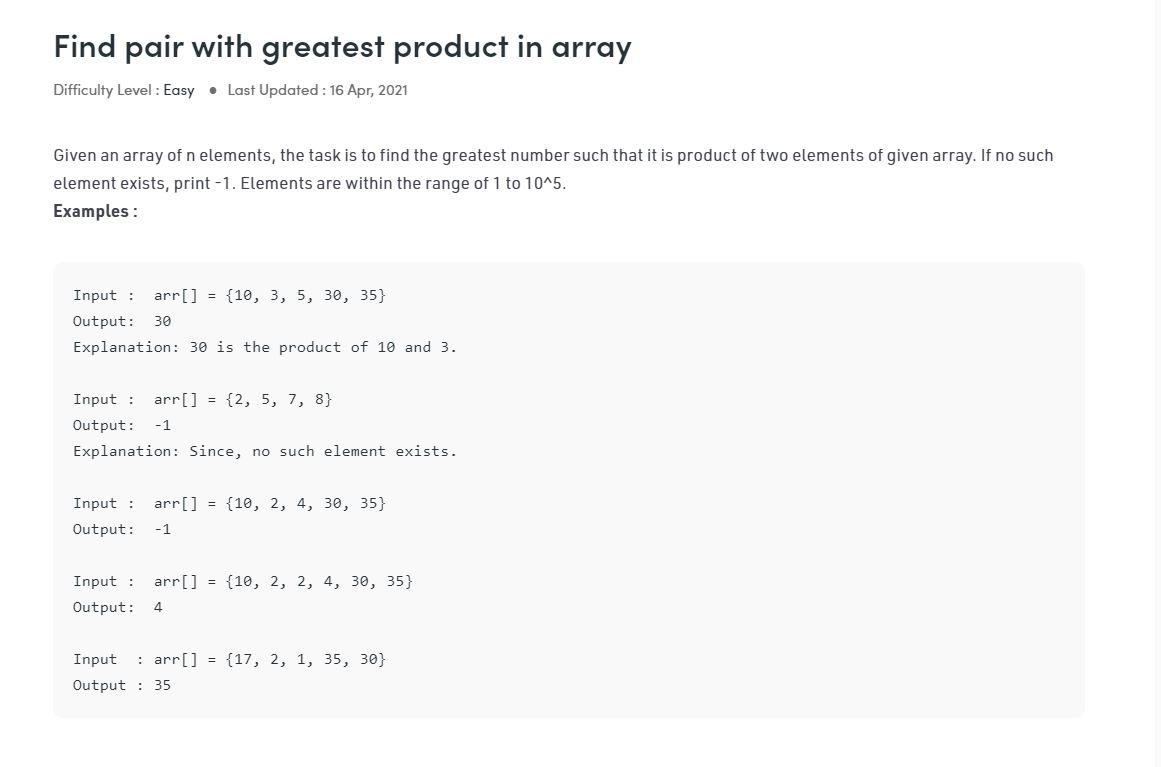 Find pair with greatest product in array
Difficulty Level : Easy ● Last Updated : 16 Apr, 2021
Given an array of n elements, the task is to find the greatest number such that it is product of two elements of given array. If no such
element exists, print -1. Elements are within the range of 1 to 10^5.
Examples :
Input :  arr[] = {10, 3, 5, 30, 35}
Output:  30
Explanation: 30 is the product of 10 and 3.
Input :  arr[] = {2, 5, 7, 8}
Output:  -1
Explanation: Since, no such element exists.
Input :  arr[] = {10, 2, 4, 30, 35}
Output:  -1
Input :  arr[] = {10, 2, 2, 4, 30, 35}
Output:  4
Input  : arr[] = {17, 2, 1, 35, 30}
Output : 35